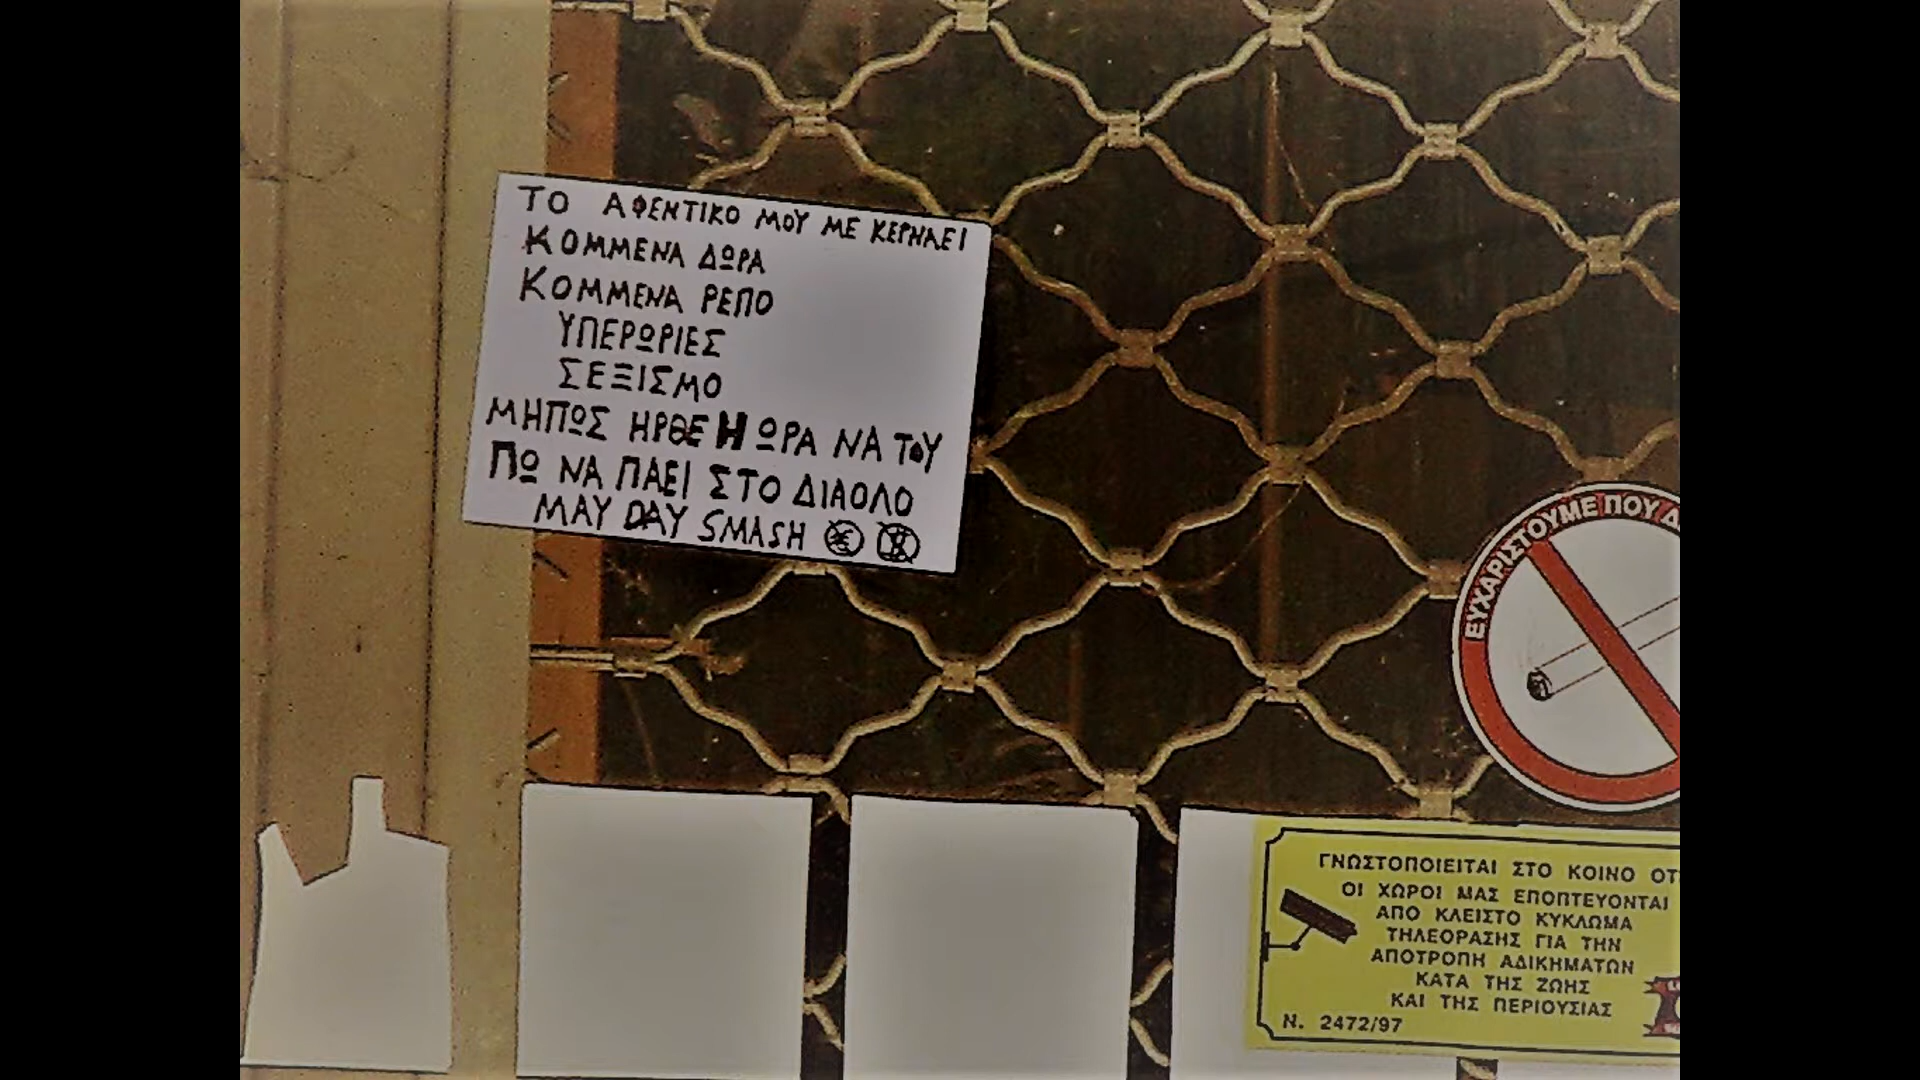 ΤΟ ΑΦΕΝΤΙΚΟ ΜΟΥ ΜΕ ΚΕΡΝΑΕΙ
ΚΟΜΜΕΝΑ ΔΩΡΑ
ΚΟΜΜΕΝΑ ΡΕΠΟ
ΥΠΕΡΩΡΙΕΣ
ΣΕΞΙΣΜΟ
ΜΗΠΩΣ ΗΡΘΕ Η ΩΡΑ ΝΑ ΤΟΥ
ΠΩ ΝΑ ΠΑΕΙ ΣΤΟ ΔΙΑΟΛΟ
MAY DAY SMASH
ΕΥΧΑΡΙΣΤΟΥΜΕ ΠΟΥ Δ
ΓΝΩΣΤΟΠΟΙΕΙΤΑΙ ΣΤΟ ΚΟΙΝΟ ΟΤ
ΟΙ ΧΩΡΟΙ ΜΑΣ ΕΠΟΠΤΕΥΟΝΤΑΙ
ΑΠΟ ΚΛΕΙΣΤΟ ΚΥΚΛΩΜΑ
ΤΗΛΕΟΡΑΣΗΣ ΓΙΑ ΤΗΝ
ΑΠΟΤΡΟΠΗ ΑΔΙΚΗΜΑΤΩΝ
ΚΑΤΑ ΤΗΣ ΖΩΗΣ
ΚΑΙ ΤΗΣ ΠΕΡΙΟΥΣΙΑΣ
Ν. 2472/97